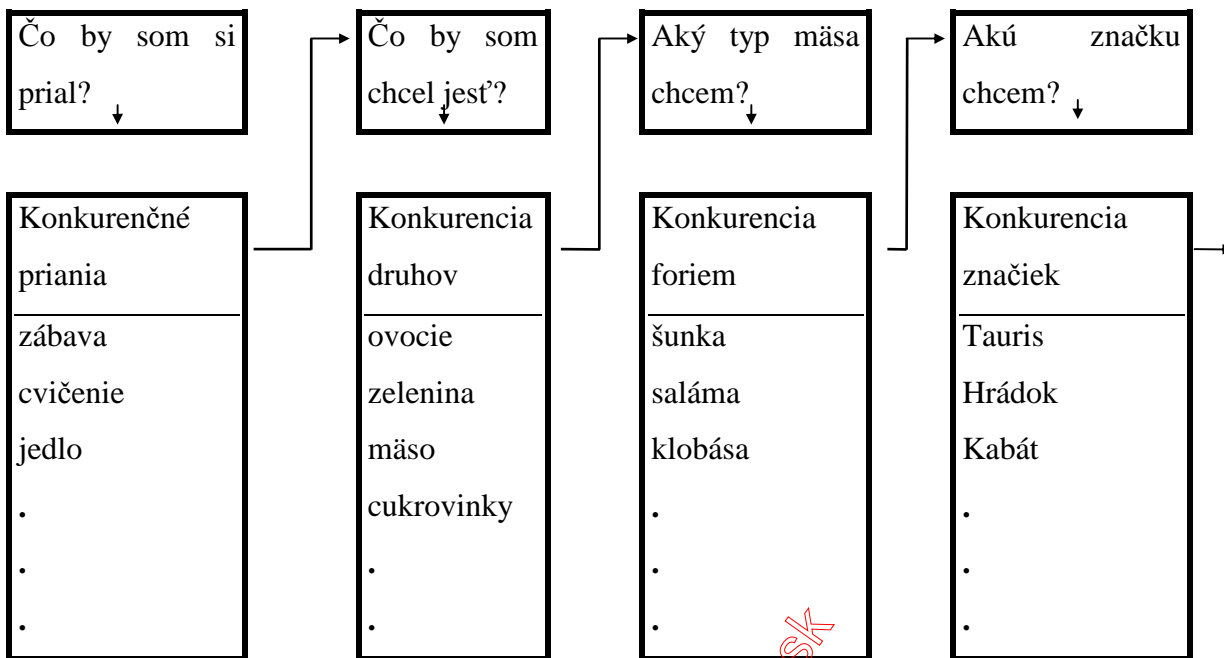 Čo by som si
prial?
Čo by som
chcel jesť?
Aký typ mäsa
chcem?
Akú značku
chcem?
Konkurenčné
priania
zábava
cvičenie
jedlo
.
.
.
Konkurencia
druhov
ovocie
zelenina
mäso
cukrovinky
.
.
Konkurencia
foriem
šunka
saláma
klobása
.
.
.
Konkurencia
značiek
Tauris
Hrádok
Kabát
.
.
.
sk